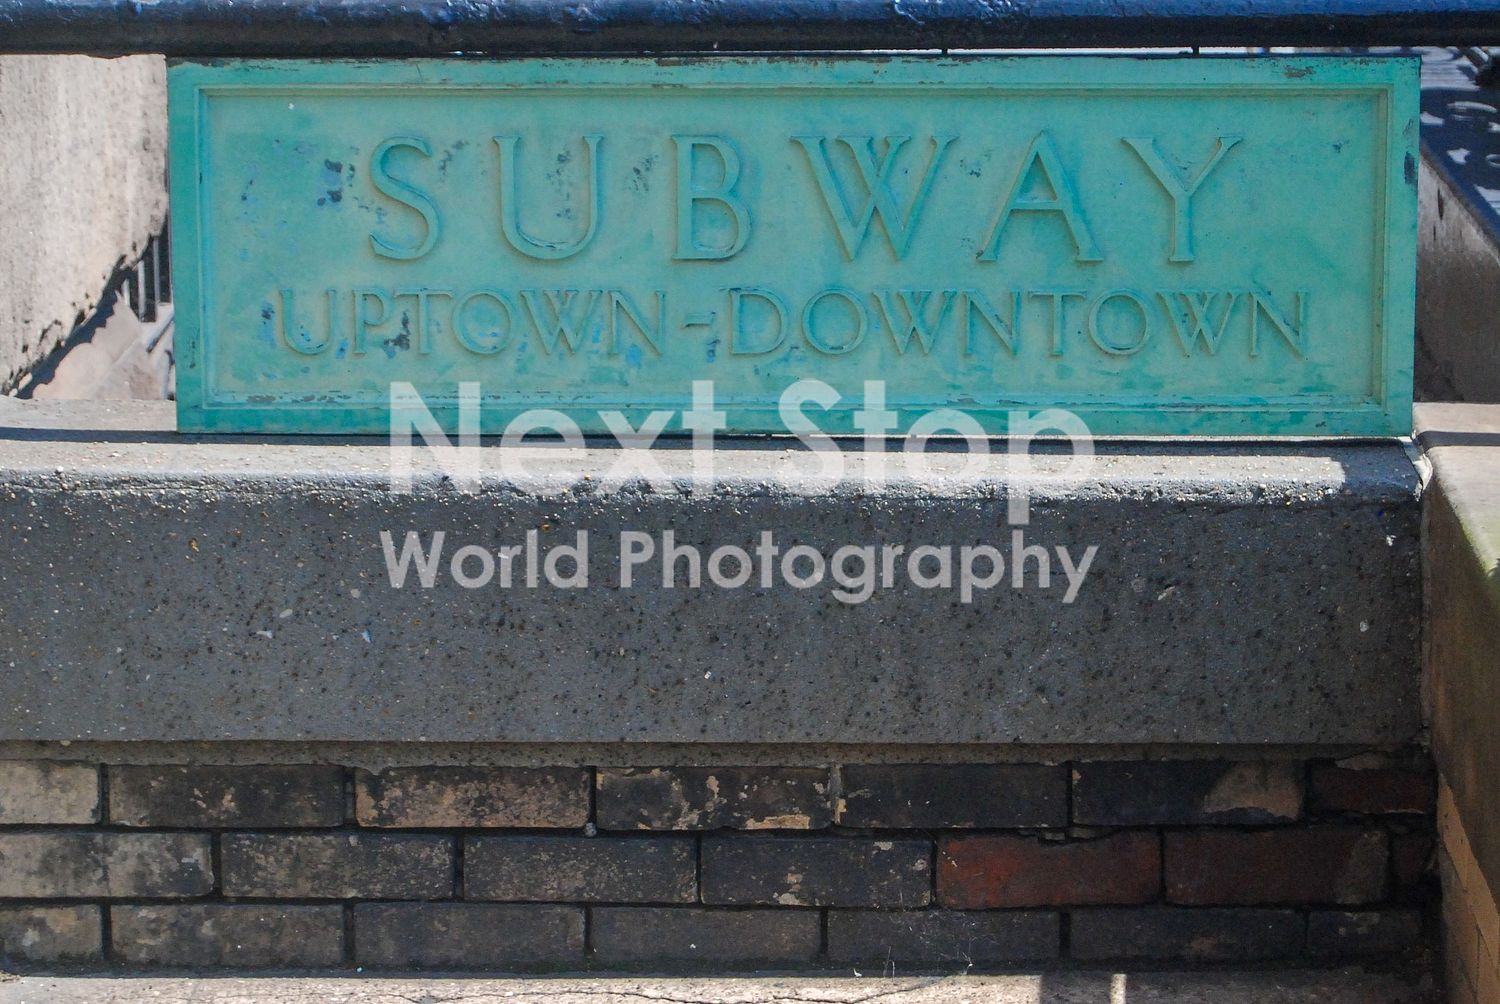 SUBWAY
UPTOWN-DOWNTOWN
Next Stop
World Photography